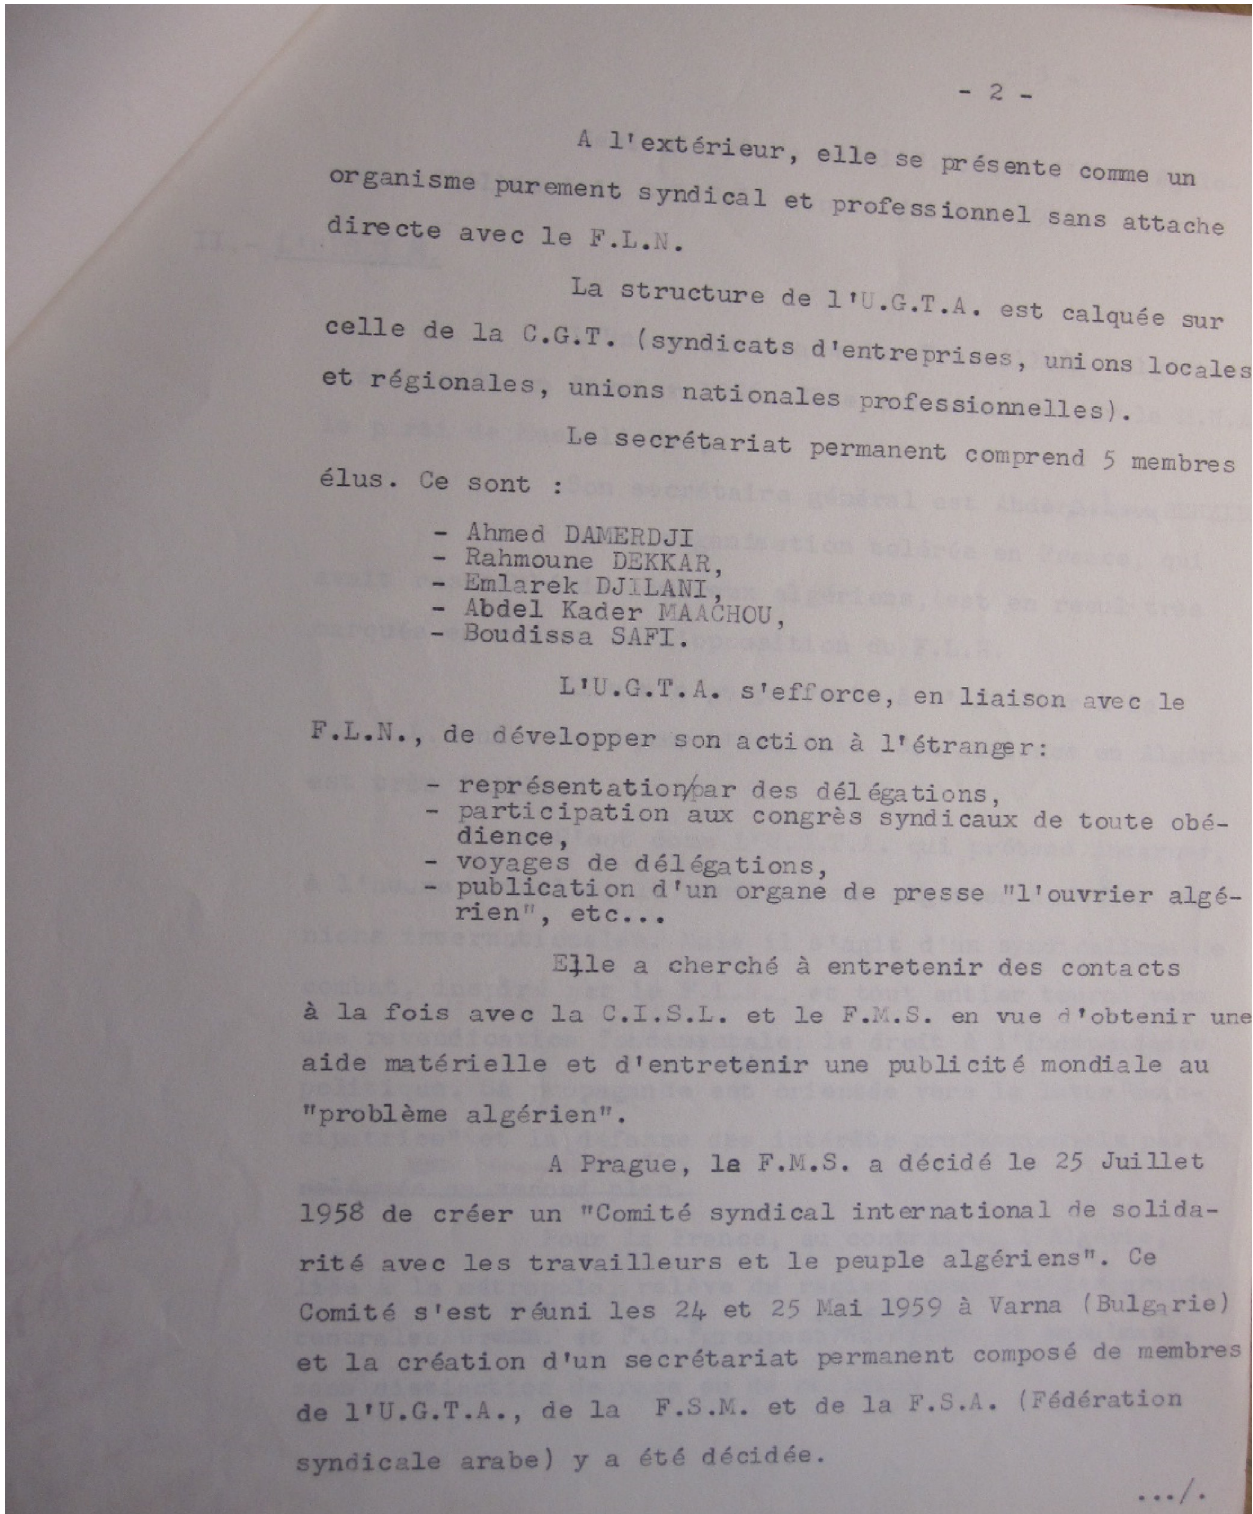 - 2 -
A l'extérieur, elle se présente comme un
organisme purement syndical et professionnel sans attache
directe avec le F.L.N.
La structure de l'U.G.T.A. est calquée sur
celle de la C.G.T. (syndicats d'entreprises, unions locales
et régionales, unions nationales professionnelles).
Le secrétariat permanent comprend 5 membres
élus. Ce sont :
- Ahmed DAMERDJI
- Rahmoune DEKKAR,
- Emlarek DJILANI,
- Abdel Kader MAACHOU,
- Boudissa SAFI.
L'U.G.T.A. s'efforce, en liaison avec le
F.L.N., de développer son action à l'étranger:
- représentation/par des délégations,
- participation aux congrès syndicaux de toute obé-
dience,
- voyages de délégations,
- publication d'un organe de presse "l'ouvrier algé-
rien", etc...
Elle a cherché à entretenir des contacts
à la fois avec la C.I.S.L. et le F.M.S. en vue d'obtenir une
aide matérielle et d'entretenir une publicité mondiale au
"problème algérien".
A Prague, la F.M.S. a décidé le 25 Juillet
1958 de créer un "Comité syndical international de solida-
rité avec les travailleurs et le peuple algériens". Ce
Comité s'est réuni les 24 et 25 Mai 1959 à Varna (Bulgarie)
et la création d'un secrétariat permanent composé de membres
de l'U.G.T.A., de la F.S.M. et de la F.S.A. (Fédération
syndicale arabe) y a été décidée.
.../.